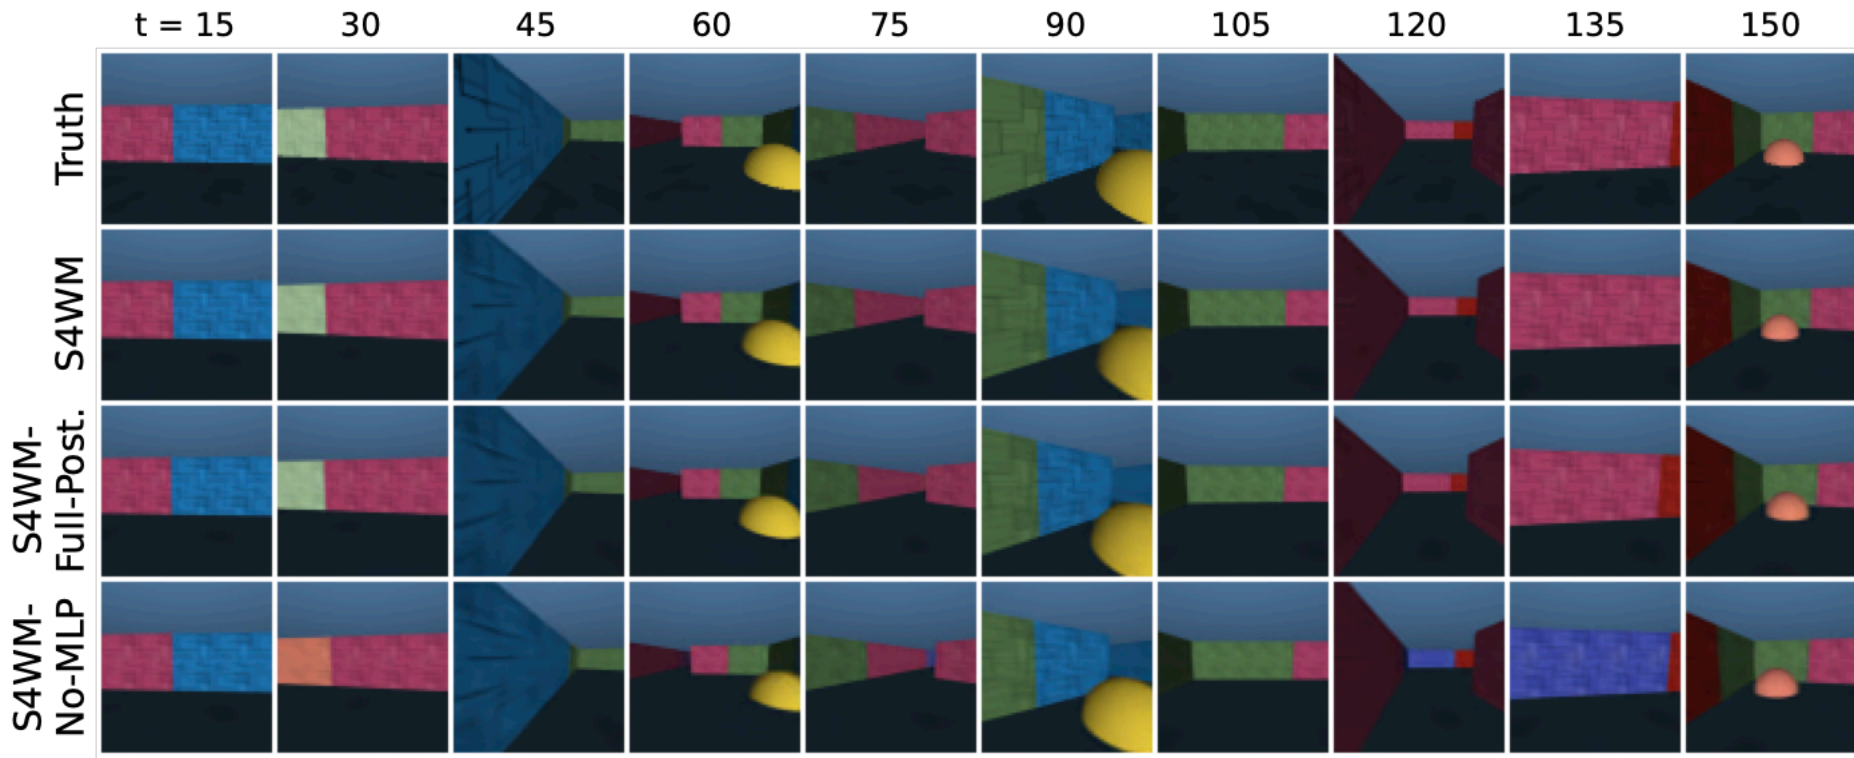 t = 15 30 45 60 75 90 105 120 135 150
Truth
S4WM
S4WM-
Full-Post.
S4WM-
No-MLP